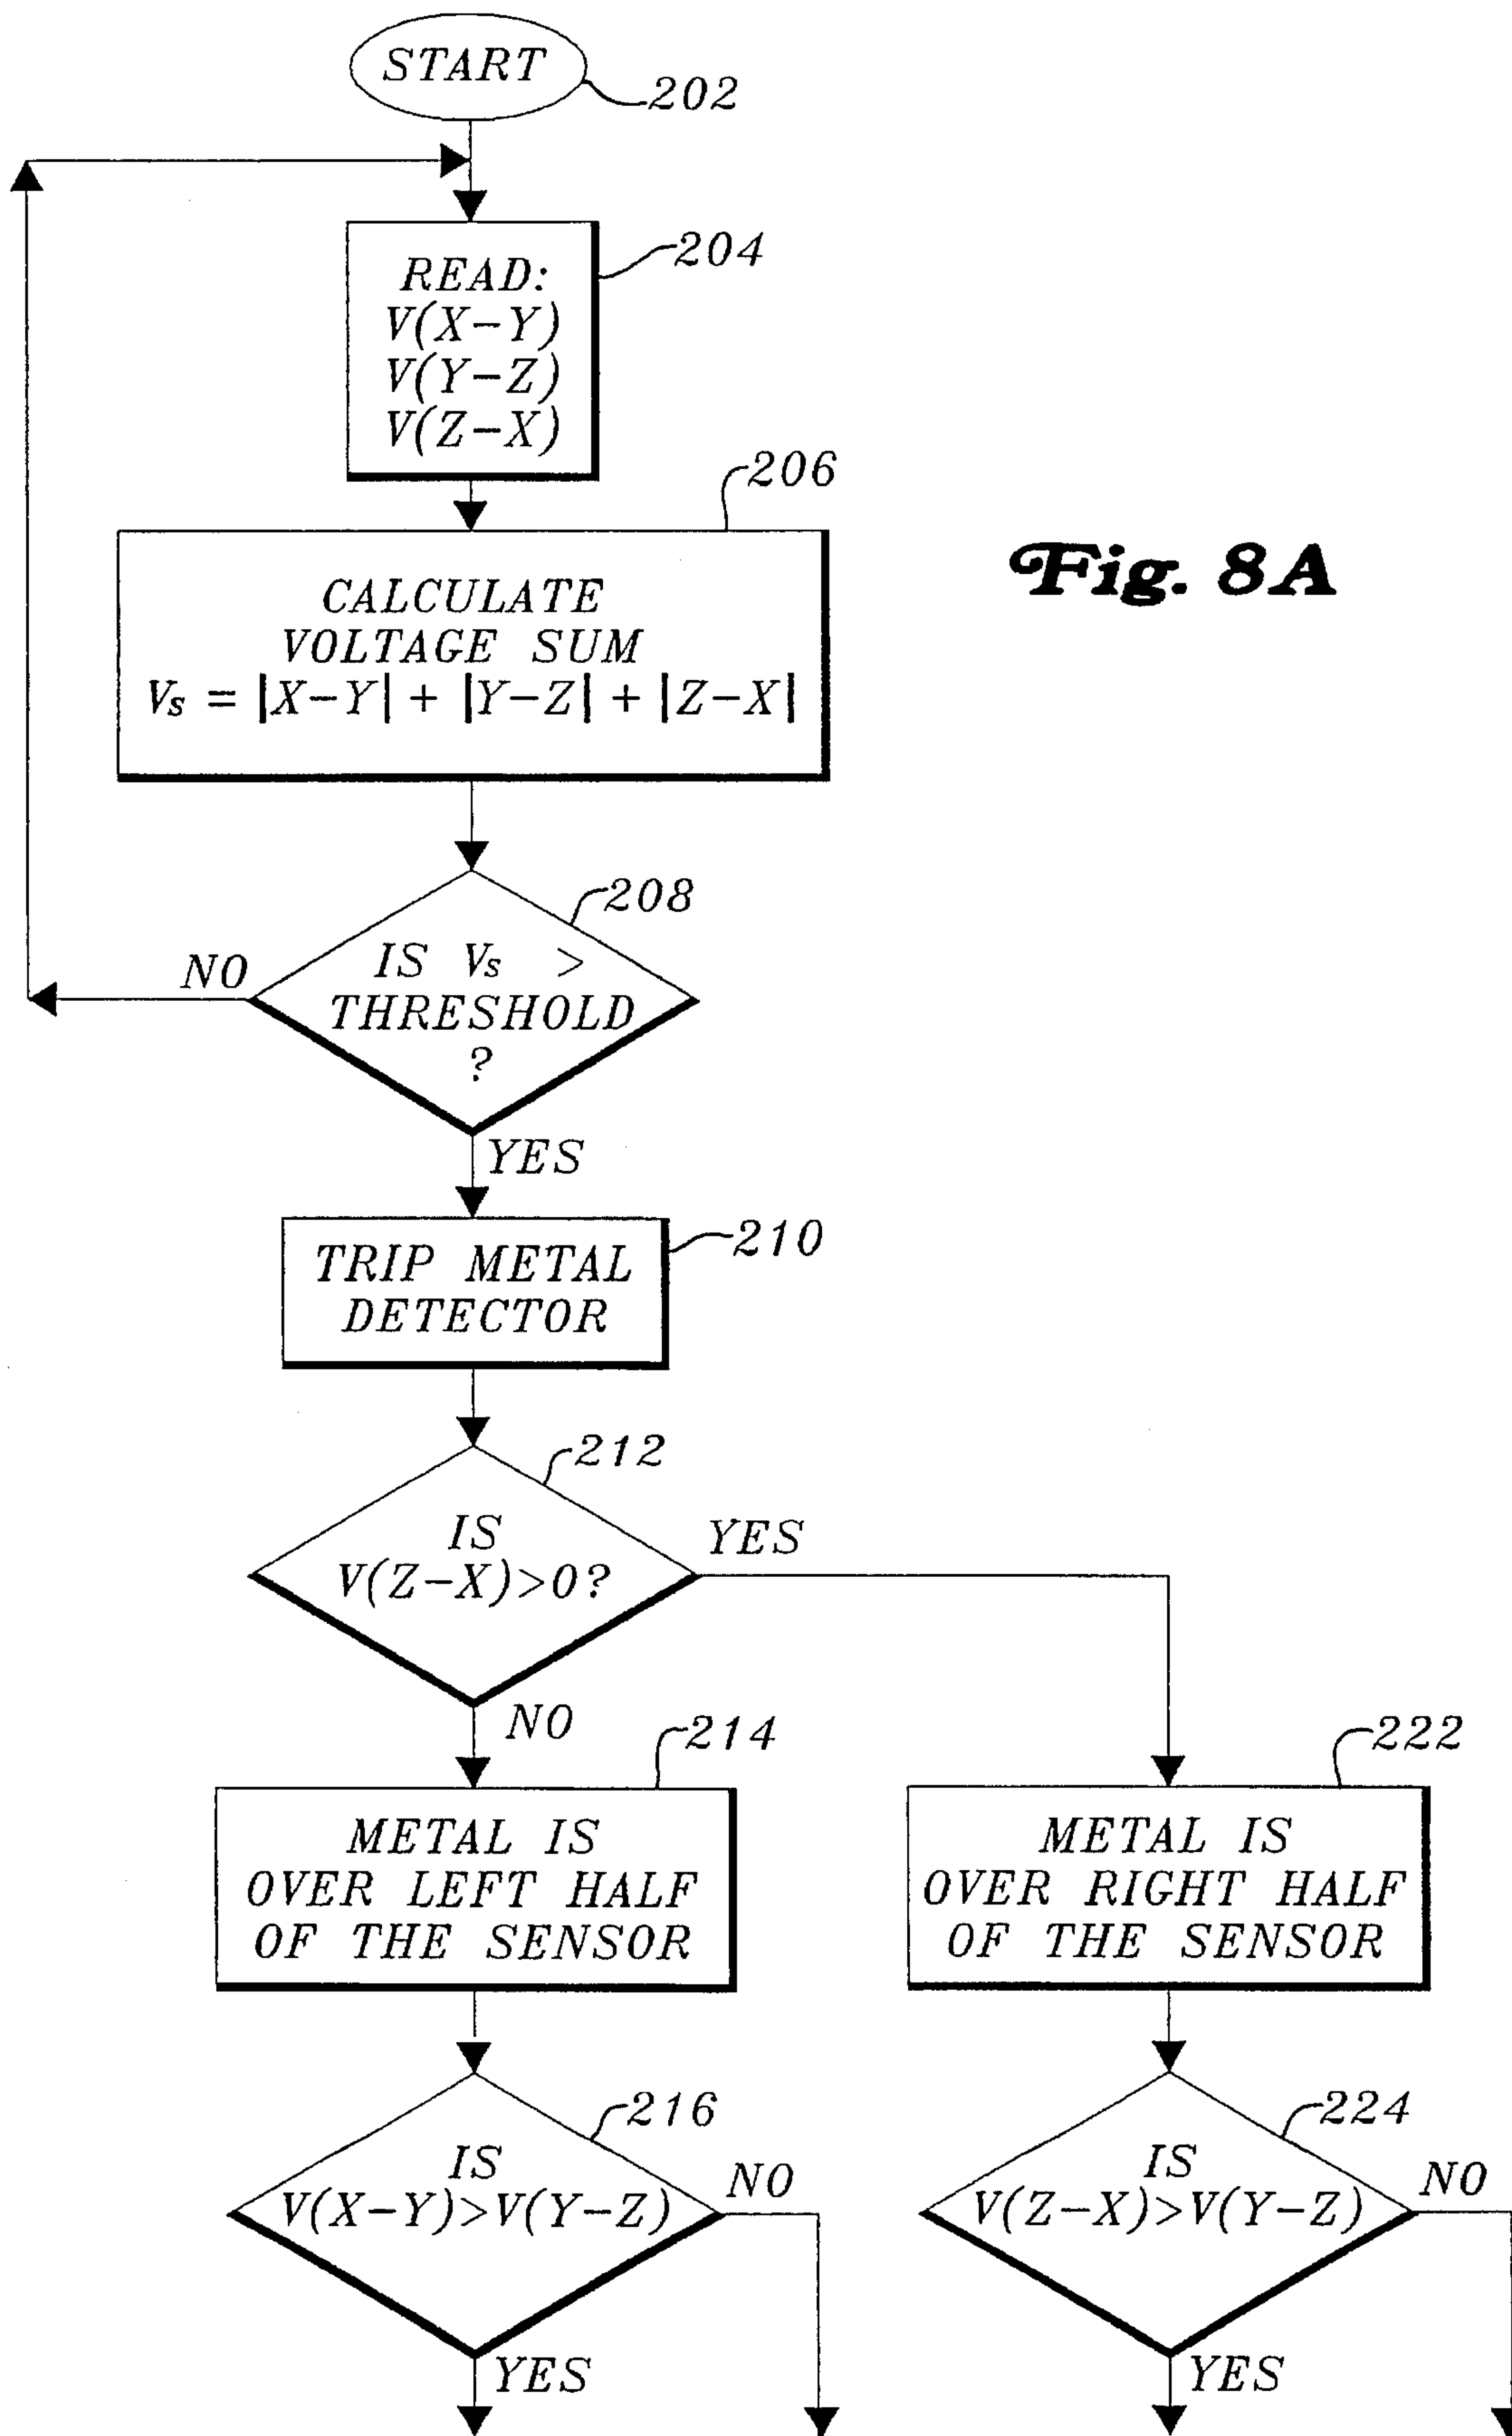 START
202
READ:
V(X-Y)
V(Y-Z)
V(Z-X)
204
206
CALCULATE
VOLTAGE SUM
Vs = |X-Y| + |Y-Z| + |Z-X|
Fig. 8A
208
IS Vs >
THRESHOLD
?
NO
YES
TRIP METAL
DETECTOR
210
212
IS
V(Z-X)>0?
YES
NO
214
METAL IS
OVER LEFT HALF
OF THE SENSOR
222
METAL IS
OVER RIGHT HALF
OF THE SENSOR
216
IS
V(X-Y)>V(Y-Z)
NO
YES
224
IS
V(Z-X)>V(Y-Z)
NO
YES